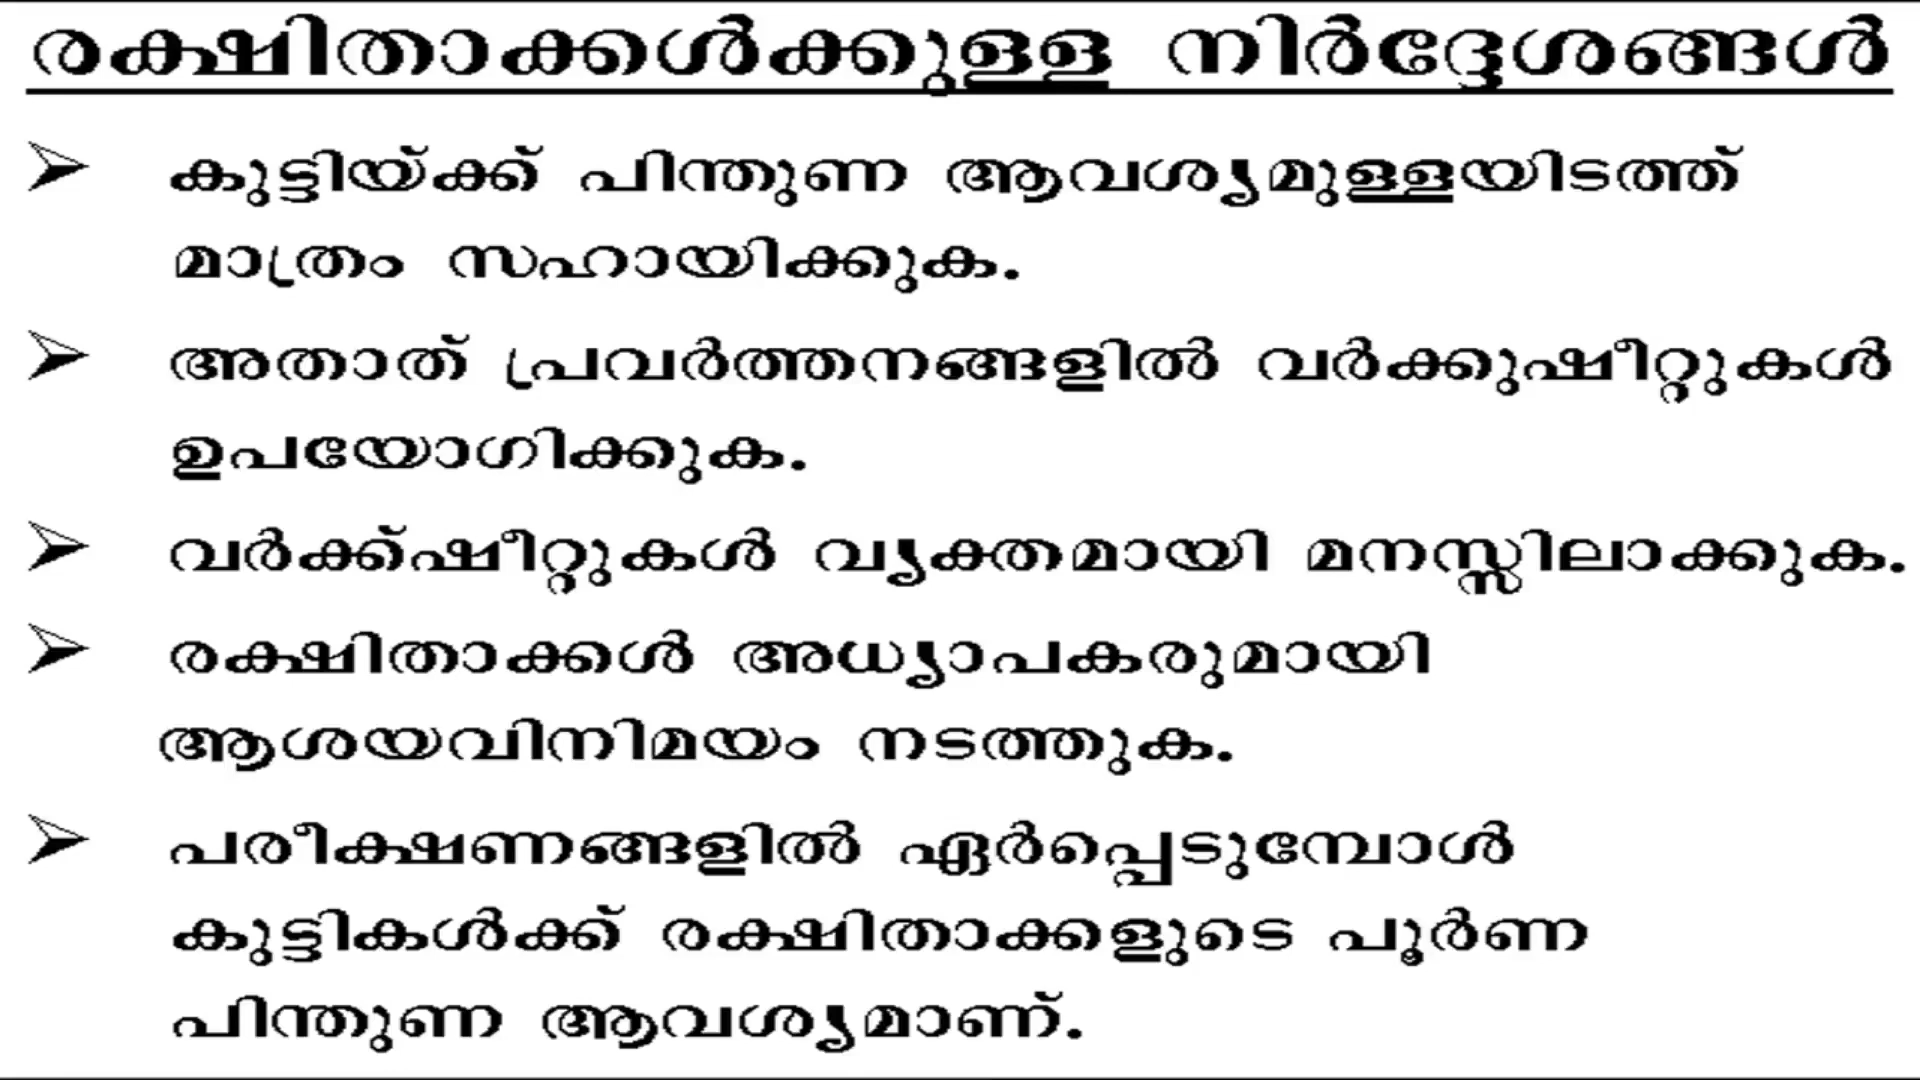 രക്ഷിതാക്കൾക്കുള്ള നിർദ്ദേശങ്ങൾ
➢ കുട്ടിയ്ക്ക് പിന്തുണ ആവശ്യമുള്ളയിടത്ത്
മാത്രം സഹായിക്കുക.
➢ അതാത് പ്രവർത്തനങ്ങളിൽ വർക്കുഷീറ്റുകൾ
ഉപയോഗിക്കുക.
➢ വർക്ക്ഷീറ്റുകൾ വ്യക്തമായി മനസ്സിലാക്കുക.
➢ രക്ഷിതാക്കൾ അധ്യാപകരുമായി
ആശയവിനിമയം നടത്തുക.
➢ പരീക്ഷണങ്ങളിൽ ഏർപ്പെടുമ്പോൾ
കുട്ടികൾക്ക് രക്ഷിതാക്കളുടെ പൂർണ
പിന്തുണ ആവശ്യമാണ്.